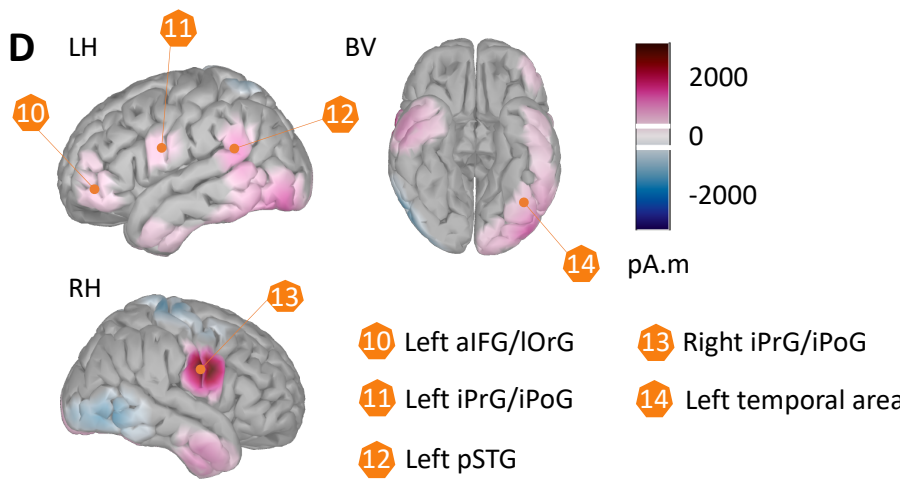 D
LH
11
BV
10
12
2000
0
-2000
14
pA.m
RH
13
10 Left aIFG/lOrG
13 Right iPrG/iPoG
11 Left iPrG/iPoG
14 Left temporal area
12 Left pSTG